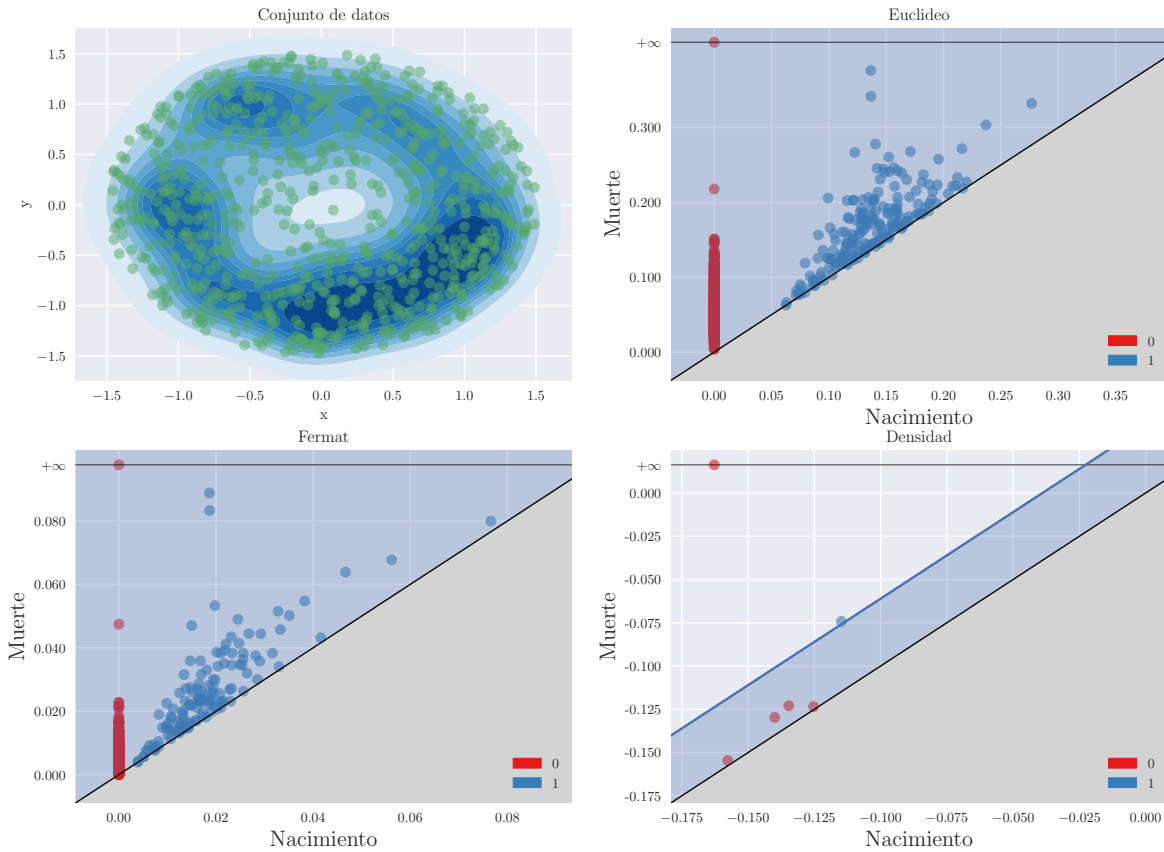 Conjunto de datos
1.5
1.0
0.5
0.0
−0.5
−1.0
−1.5
y
−1.5 −1.0 −0.5 0.0 0.5 1.0 1.5
x
Euclideo
+∞
0.300
0.200
0.100
0.000
Muerte
0
1
0.00 0.05 0.10 0.15 0.20 0.25 0.30 0.35
Nacimiento
Fermat
+∞
0.080
0.060
0.040
0.020
0.000
Muerte
0
1
0.00 0.02 0.04 0.06 0.08
Nacimiento
Densidad
+∞
0.000
-0.025
-0.050
-0.075
-0.100
-0.125
-0.150
-0.175
Muerte
0
1
−0.175 −0.150 −0.125 −0.100 −0.075 −0.050 −0.025 0.000
Nacimiento